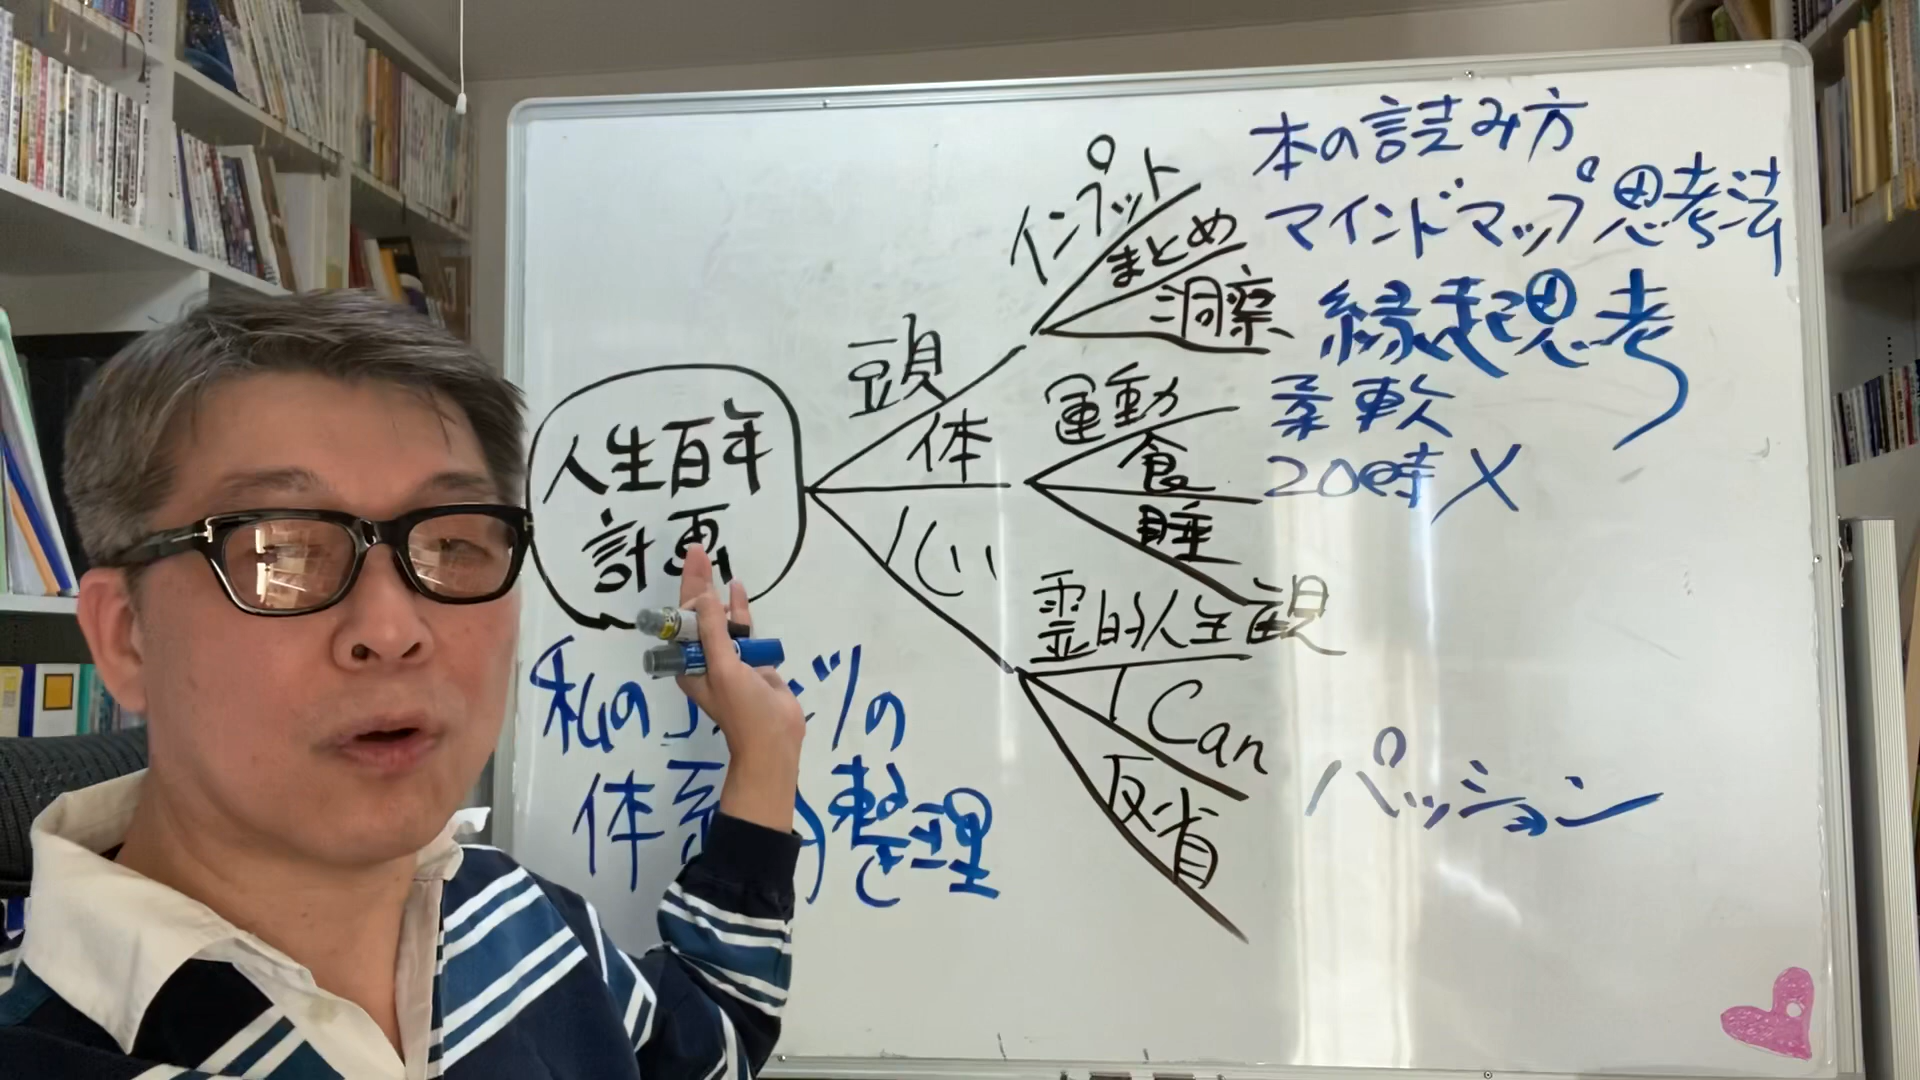 人生百年
計画
頭
インプット
まとめ
洞察
本の読み方
マインドマップ思考法
縁起思考
体
運動
食
睡
柔軟
20時×
心
霊的人生観
I Can
反省
パッション
私の
の
体系
整理